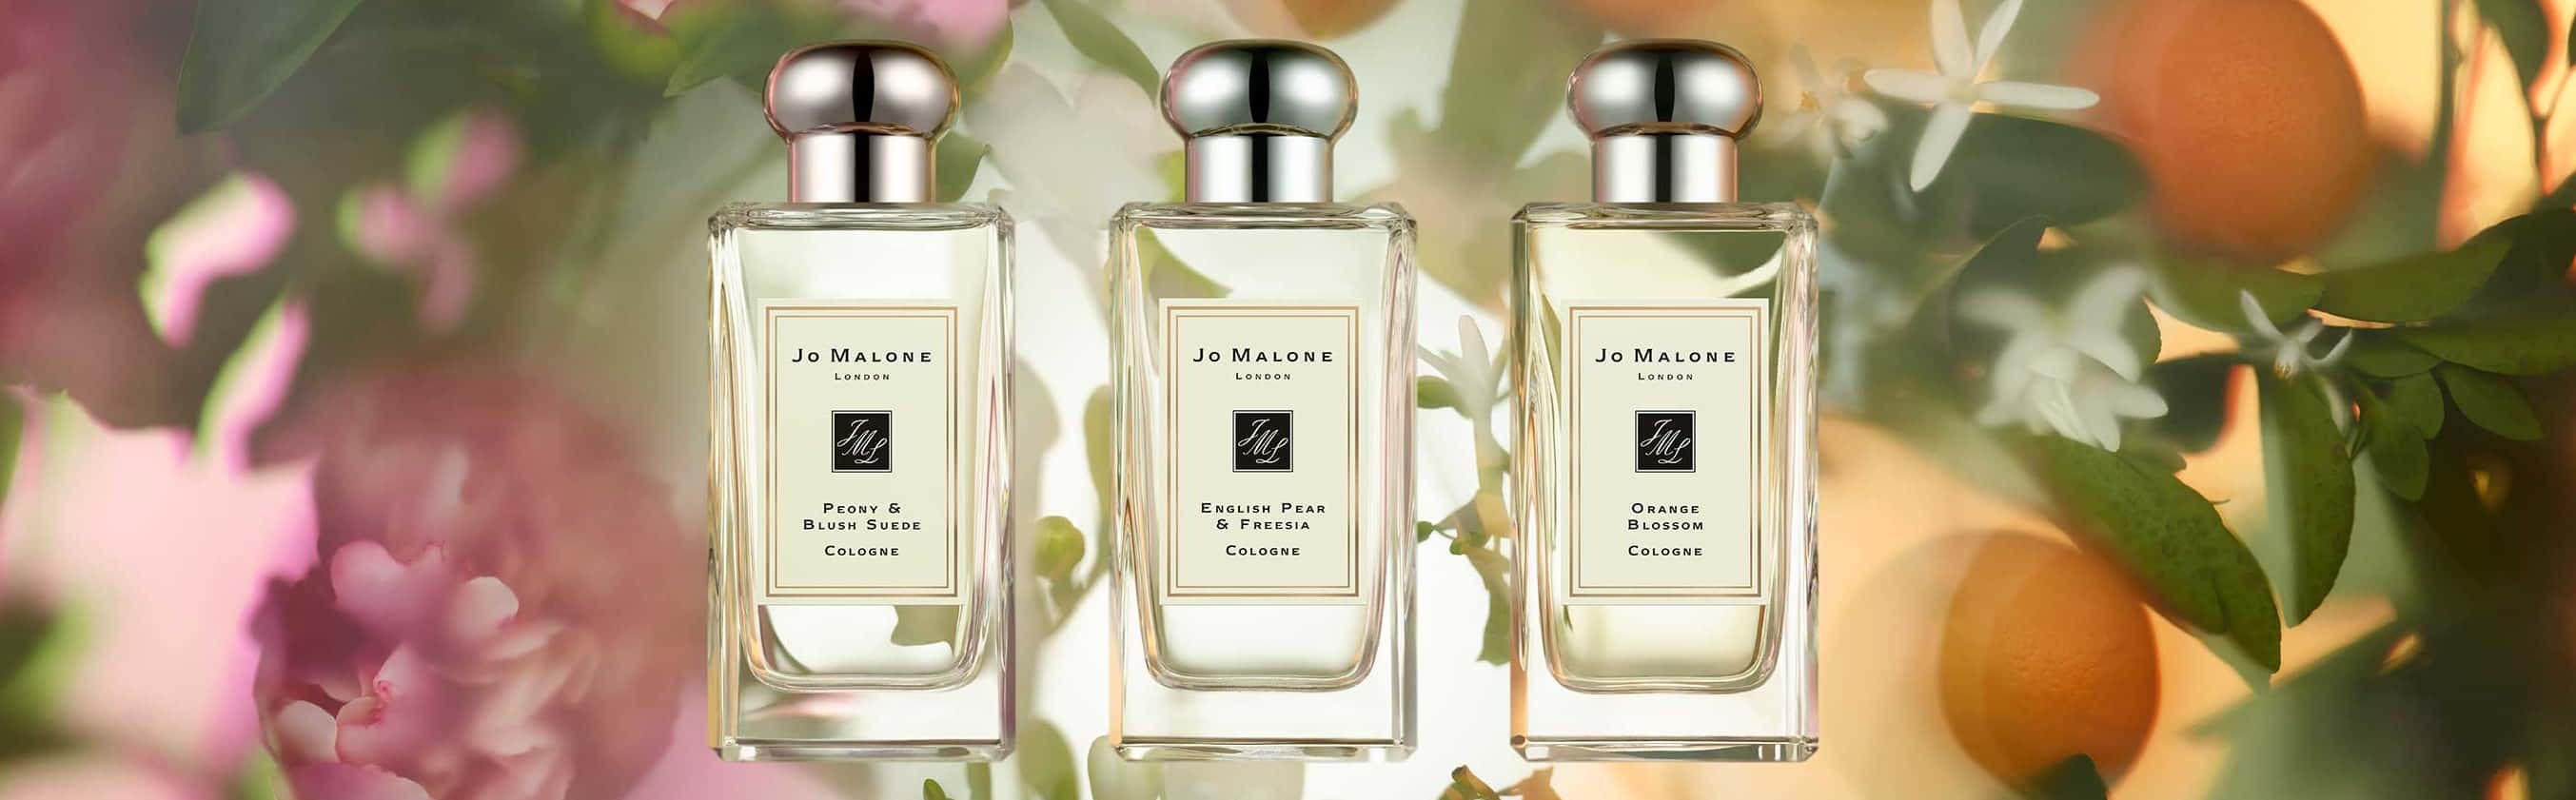 Jo Malone
London
JML
Peony &
Blush Suede
Cologne
Jo Malone
London
JML
English Pear
& Freesia
Cologne
Jo Malone
London
JML
Orange
Blossom
Cologne